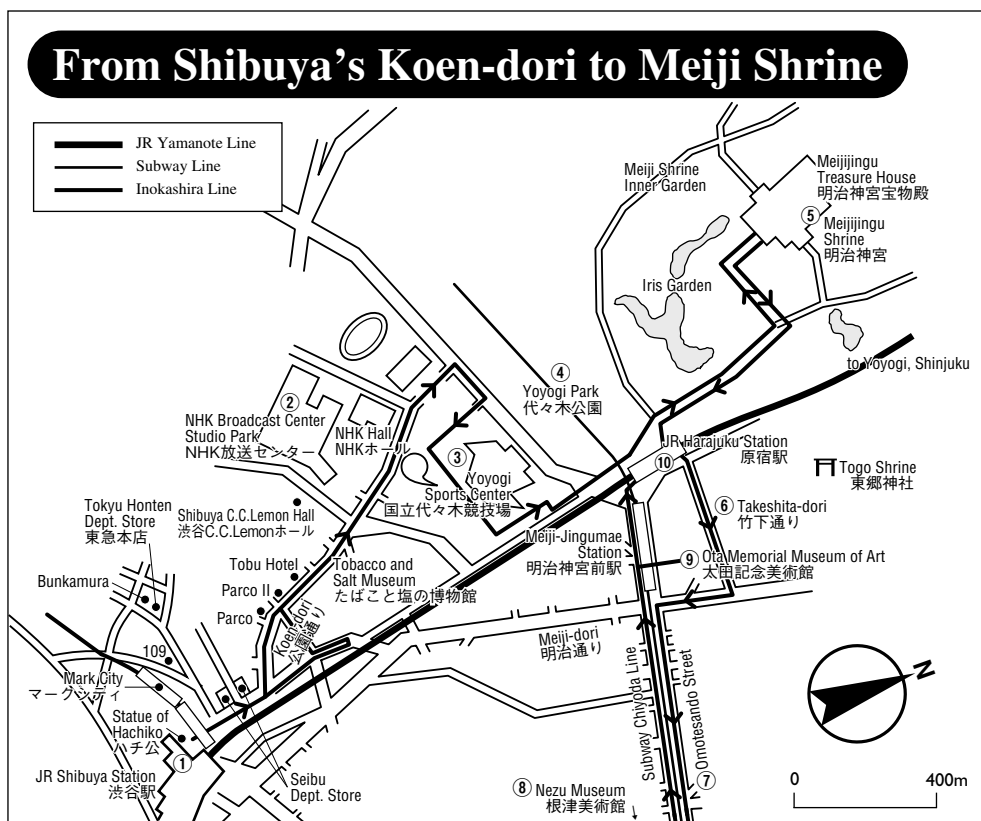 From Shibuya's Koen-dori to Meiji Shrine
JR Yamanote Line
Subway Line
Inokashira Line
Meiji Shrine
Inner Garden
Meijijingu
Treasure House
明治神宮宝物殿
⑤
Meijijingu
Shrine
明治神宮
Iris Garden
to Yoyogi, Shinjuku
④
Yoyogi Park
代々木公園
②
NHK Broadcast Center
Studio Park
NHK放送センター
NHK Hall
NHKホール
③
Yoyogi
Sports Center
国立代々木競技場
JR Harajuku Station
原宿駅
⑩
Togo Shrine
東郷神社
⑥ Takeshita-dori
竹下通り
Tokyu Honten
Dept. Store
東急本店
Shibuya C.C.Lemon Hall
渋谷C.C.Lemonホール
Meiji-Jingumae
Station
明治神宮前駅
⑨ Ota Memorial Museum of Art
太田記念美術館
Bunkamura
Tobu Hotel
Parco II
Parco
Tobacco and
Salt Museum
たばこと塩の博物館
Koen-dori
公園通り
Meiji-dori
明治通り
109
Mark City
マークシティ
Statue of
Hachiko
ハチ公
①
JR Shibuya Station
渋谷駅
Seibu
Dept. Store
Subway Chiyoda Line
Omotesando Street
⑦
⑧ Nezu Museum
根津美術館
N
0 400m